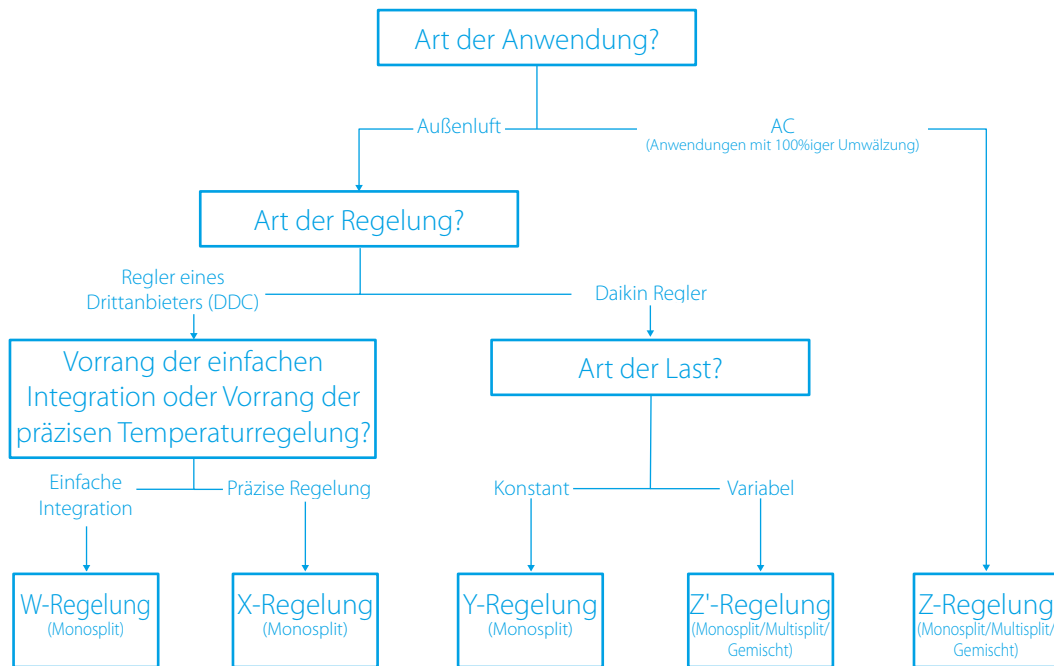 Art der Anwendung?
Außenluft
AC
(Anwendungen mit 100%iger Umwälzung)
Art der Regelung?
Regler eines
Drittanbieters (DDC)
Daikin Regler
Vorrang der einfachen
Integration oder Vorrang der
präzisen Temperaturregelung?
Art der Last?
Einfache
Integration
Präzise Regelung
Konstant
Variabel
W-Regelung
(Monosplit)
X-Regelung
(Monosplit)
Y-Regelung
(Monosplit)
Z'-Regelung
(Monosplit/Multisplit/
Gemischt)
Z-Regelung
(Monosplit/Multisplit/
Gemischt)